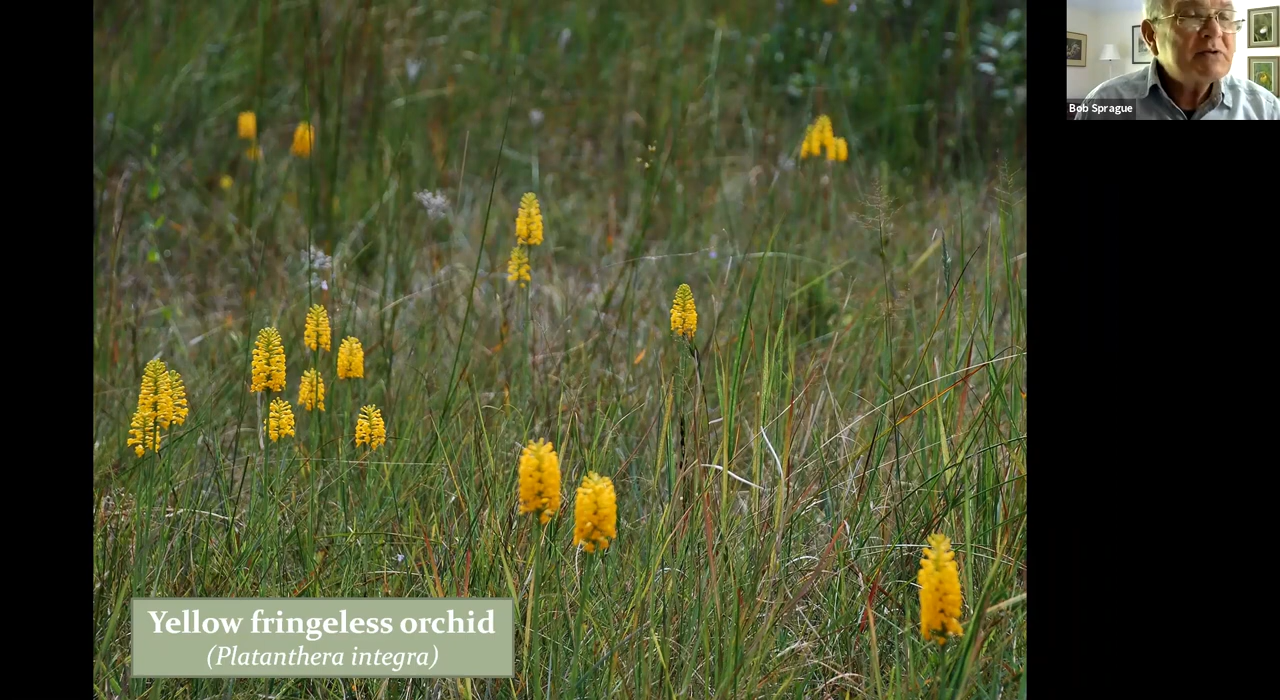 Bob Sprague
Yellow fringeless orchid
(Platanthera integra)